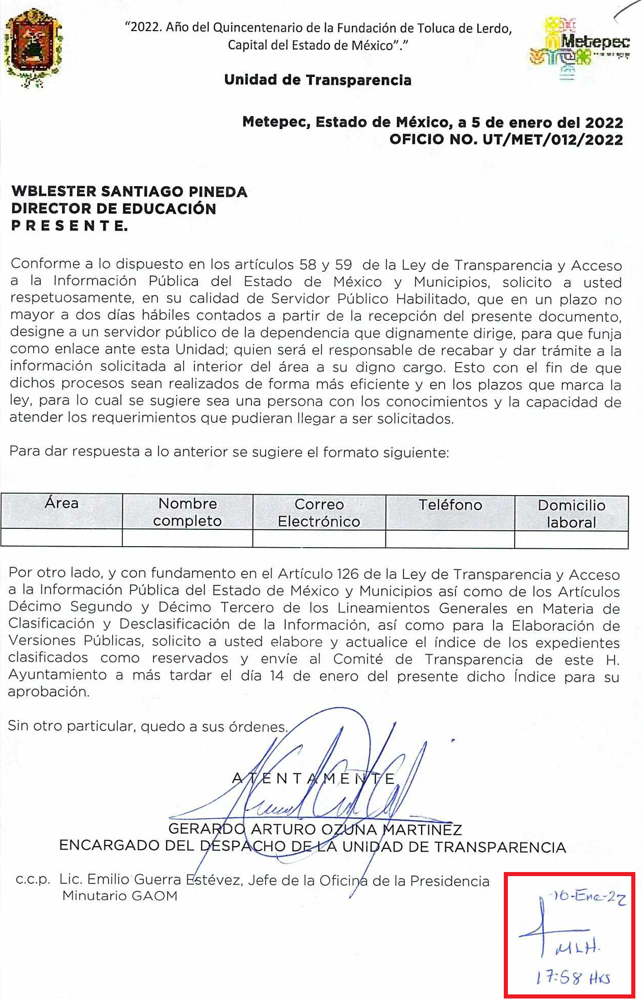 “2022. Año del Quincentenario de la Fundación de Toluca de Lerdo,
Capital del Estado de México”.”
Metepec
Unidad de Transparencia
Metepec, Estado de México, a 5 de enero del 2022
OFICIO NO. UT/MET/012/2022
WBLESTER SANTIAGO PINEDA
DIRECTOR DE EDUCACIÓN
P R E S E N T E.
Conforme a lo dispuesto en los artículos 58 y 59 de la Ley de Transparencia y Acceso
a la Información Pública del Estado de México y Municipios, solicito a usted
respetuosamente, en su calidad de Servidor Público Habilitado, que en un plazo no
mayor a dos días hábiles contados a partir de la recepción del presente documento,
designe a un servidor público de la dependencia que dignamente dirige, para que funja
como enlace ante esta Unidad; quien será el responsable de recabar y dar trámite a la
información solicitada al interior del área a su digno cargo. Esto con el fin de que
dichos procesos sean realizados de forma más eficiente y en los plazos que marca la
ley, para lo cual se sugiere sea una persona con los conocimientos y la capacidad de
atender los requerimientos que pudieran llegar a ser solicitados.
Para dar respuesta a lo anterior se sugiere el formato siguiente:
Área Nombre completo Correo Electrónico Teléfono Domicilio laboral
Por otro lado, y con fundamento en el Artículo 126 de la Ley de Transparencia y Acceso
a la Información Pública del Estado de México y Municipios así como de los Artículos
Décimo Segundo y Décimo Tercero de los Lineamientos Generales en Materia de
Clasificación y Desclasificación de la Información, así como para la Elaboración de
Versiones Públicas, solicito a usted elabore y actualice el índice de los expedientes
clasificados como reservados y envíe al Comité de Transparencia de este H.
Ayuntamiento a más tardar el día 14 de enero del presente dicho Índice para su
aprobación.
Sin otro particular, quedo a sus órdenes.
A T E N T A M E N T E
GERARDO ARTURO OZUNA MARTINEZ
ENCARGADO DEL DESPACHO DE LA UNIDAD DE TRANSPARENCIA
c.c.p. Lic. Emilio Guerra Estévez, Jefe de la Oficina de la Presidencia
Minutario GAOM
-Ene-22
MLH.
17:58 Hrs